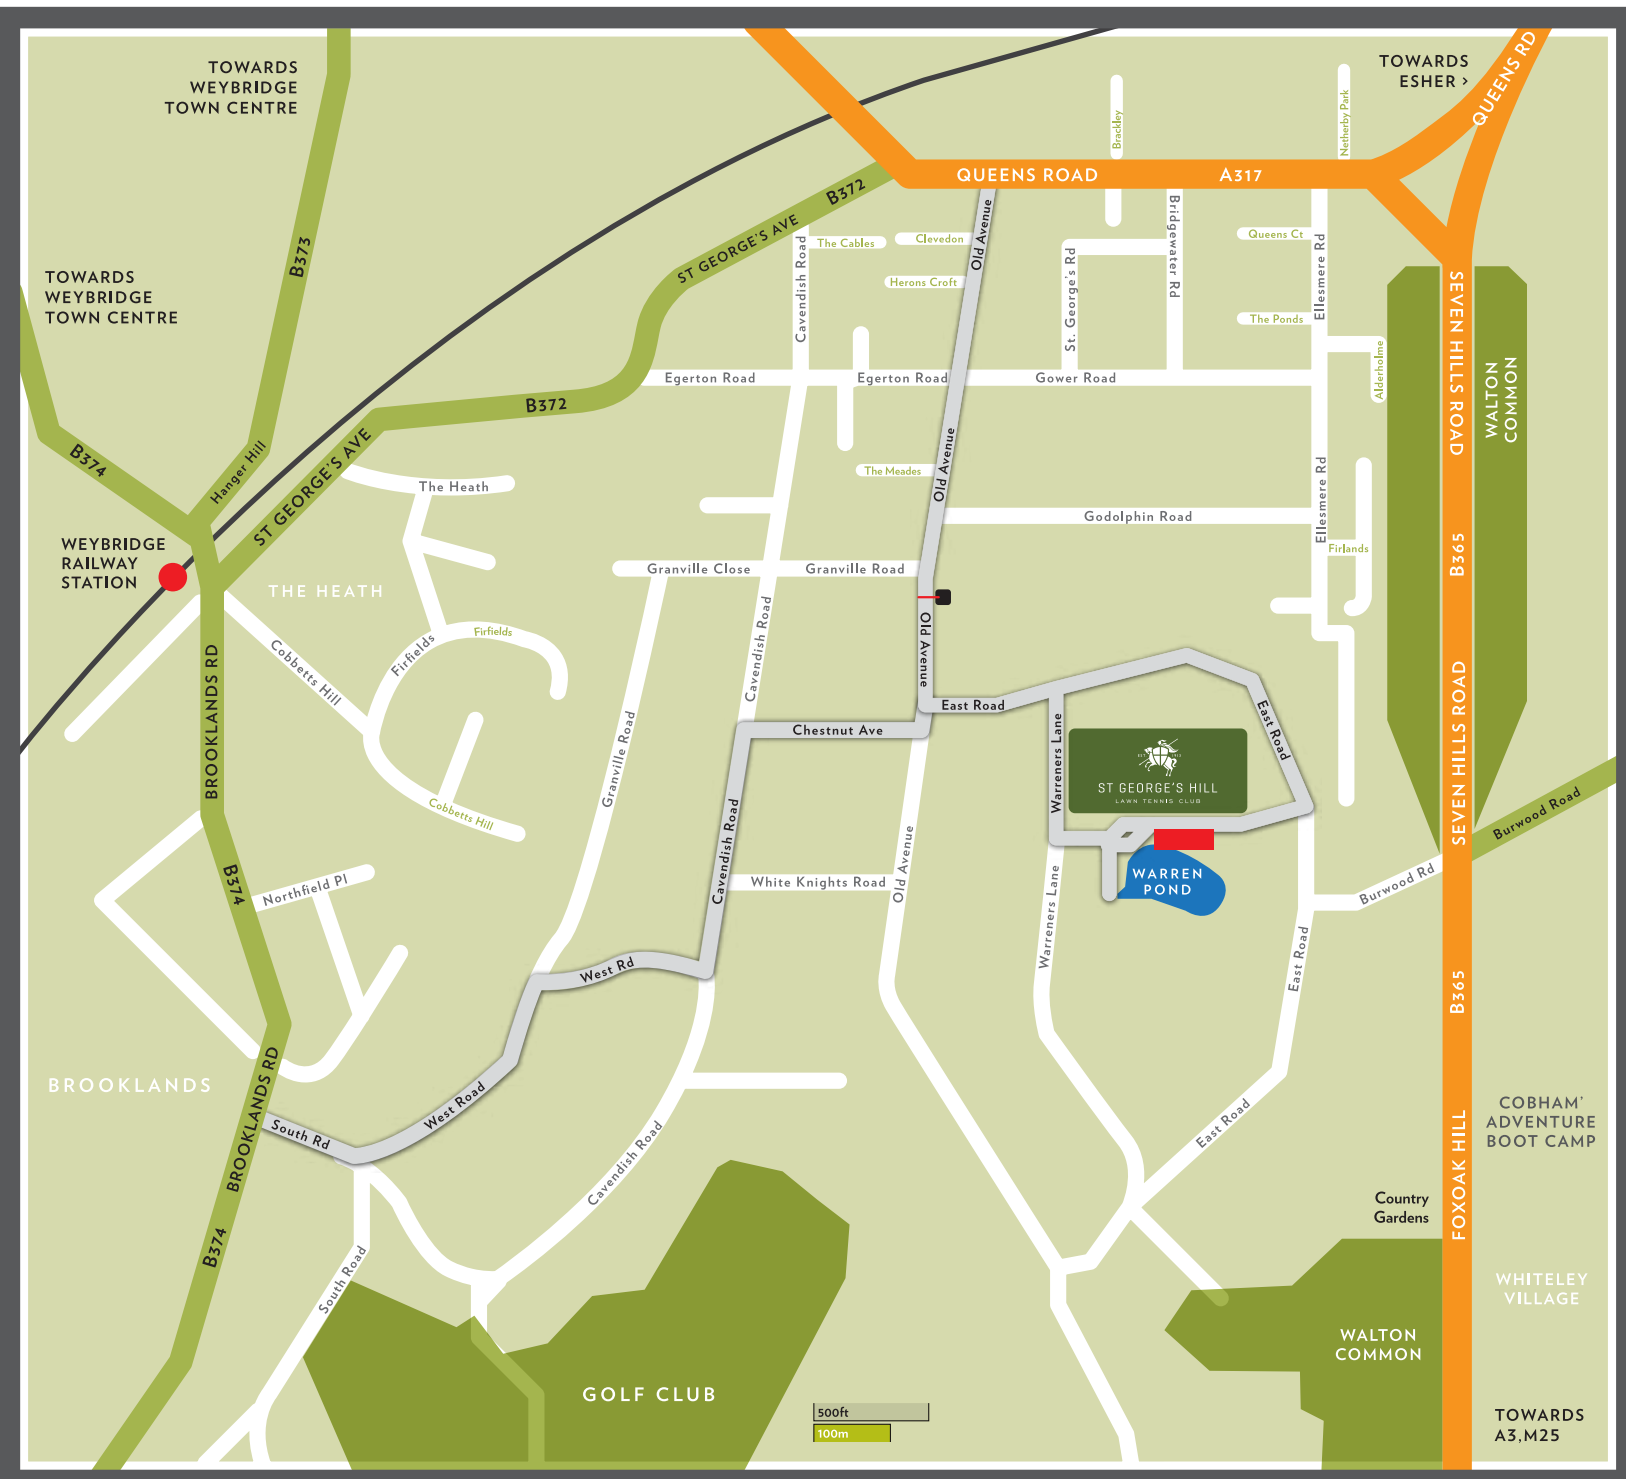 TOWARDS
WEYBRIDGE
TOWN CENTRE
TOWARDS
ESHER >
QUEENS RD
Brackley
Netherby Park
QUEENS ROAD
A317
B372
ST GEORGE'S AVE
B373
TOWARDS
WEYBRIDGE
TOWN CENTRE
The Cables
Clevedon
Old Avenue
Bridgewater Rd
Queens Ct
Ellesmere Rd
Cavendish Road
Herons Croft
St. George's Rd
The Ponds
SEVEN HILLS ROAD
WALTON
COMMON
Alderholme
Egerton Road
Egerton Road
Gower Road
B372
B374
Hanger Hill
ST GEORGE'S AVE
The Heath
The Meades
Old Avenue
Godolphin Road
Ellesmere Rd
Firlands
B365
WEYBRIDGE
RAILWAY
STATION
THE HEATH
Granville Close
Granville Road
Firfields
Firfields
Cobbetts Hill
Cavendish Road
Old Avenue
BROOKLANDS RD
East Road
Chestnut Ave
Granville Road
Warreners Lane
East Road
SEVEN HILLS ROAD
ST GEORGE'S HILL
LAWN TENNIS CLUB
Cobbetts Hill
Burwood Road
Cavendish Road
Old Avenue
White Knights Road
WARREN
POND
Burwood Rd
B374
Northfield Pl
Warreners Lane
East Road
West Rd
B365
BROOKLANDS
BROOKLANDS RD
South Rd
West Road
Cavendish Road
East Road
COBHAM'
ADVENTURE
BOOT CAMP
FOXOAK HILL
Country
Gardens
B374
South Road
WHITELEY
VILLAGE
WALTON
COMMON
GOLF CLUB
500ft
100m
TOWARDS
A3,M25